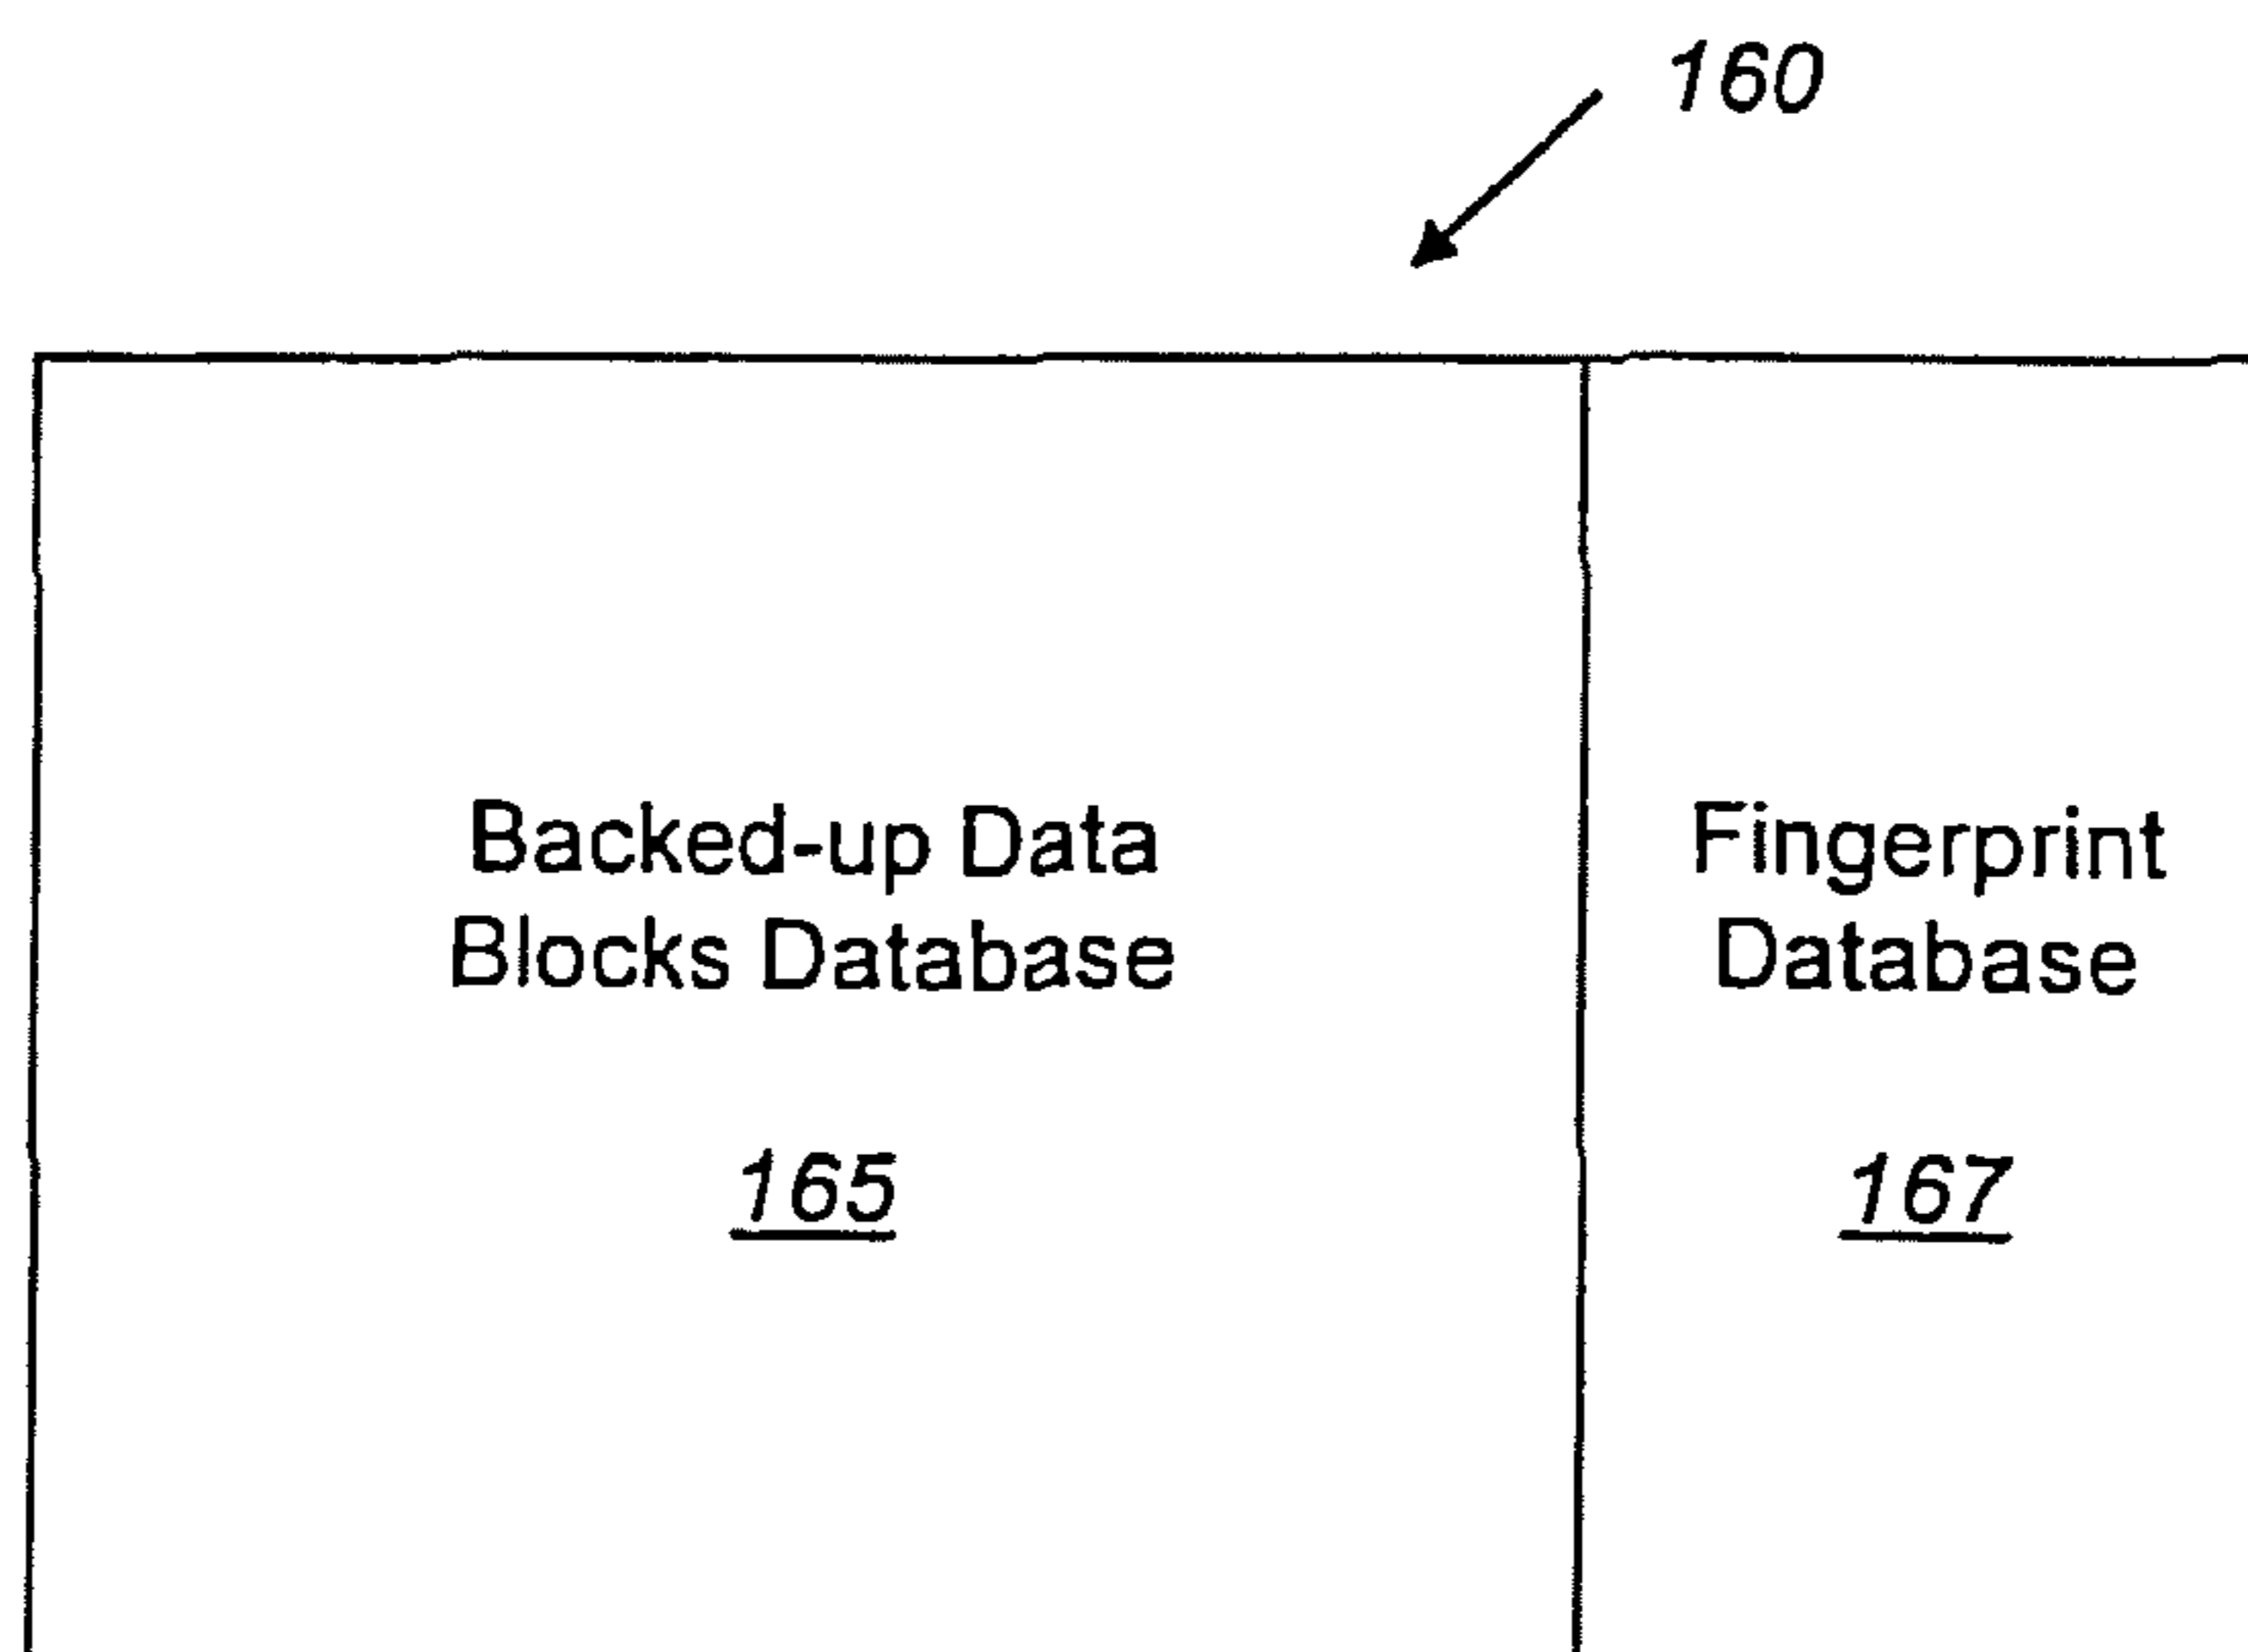 160
Backed-up Data
Blocks Database
165
Fingerprint
Database
167